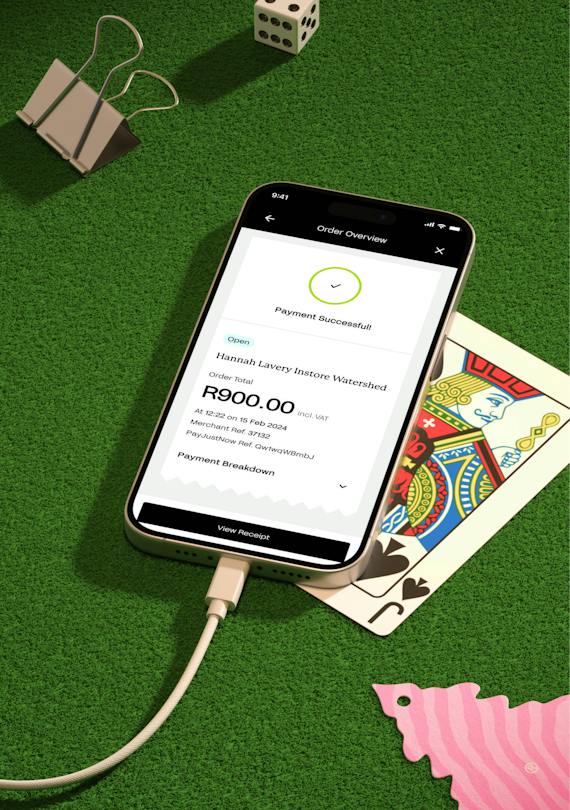 9:41
Order Overview
Payment Successful!
Open
Hannah Lavery Instore Watershed
Order Total
R900.00 incl. VAT
At 12:22 on 15 Feb 2024
Merchant Ref. 37132
PayJustNow Ref. QwrtwqW8mbJ
Payment Breakdown
View Receipt
J